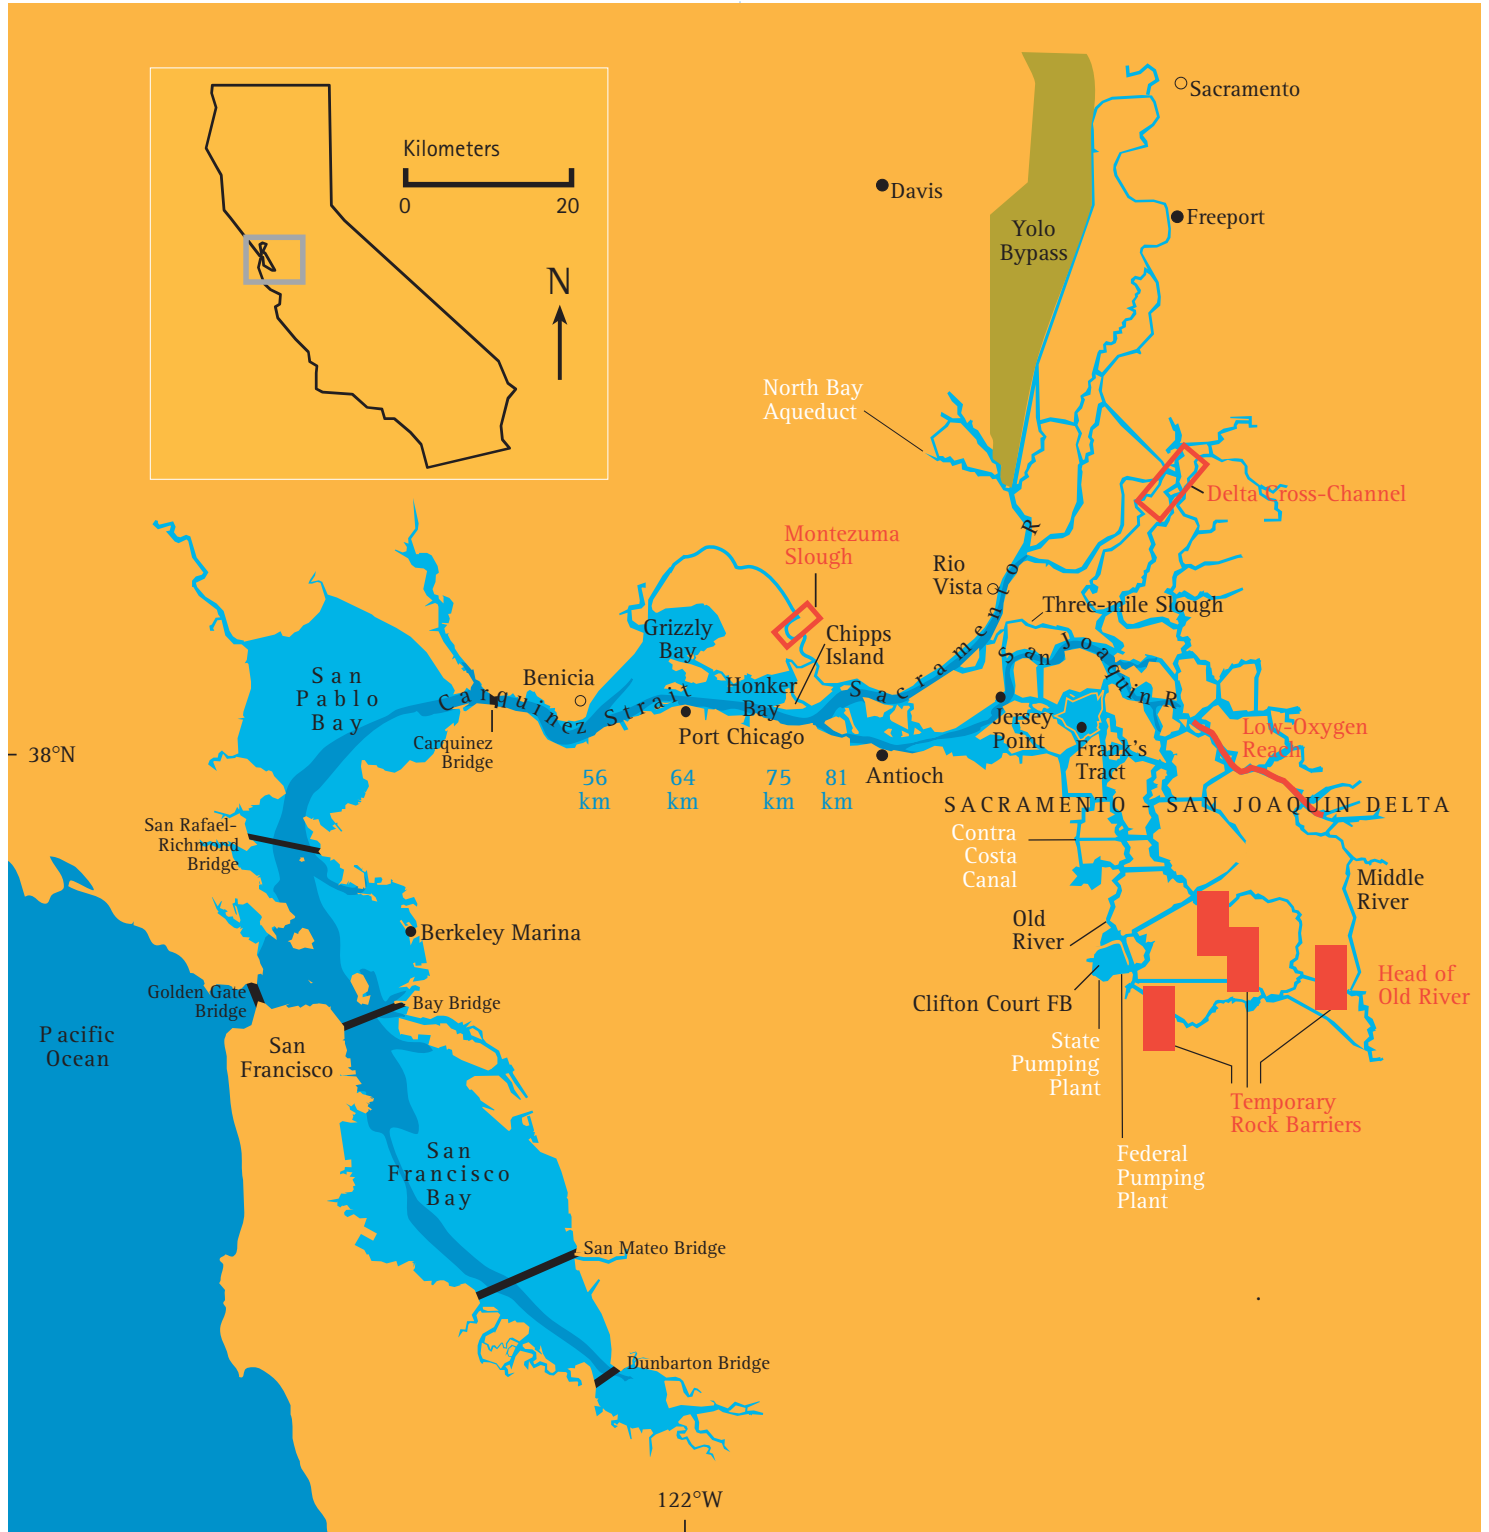 Sacramento
Kilometers
0 20
Davis
Freeport
Yolo
Bypass
N
North Bay
Aqueduct
Delta Cross-Channel
Montezuma
Slough
Rio
Vista
Three-mile Slough
Grizzly
Bay
Chipps
Island
San
Pablo
Bay
Benicia
Carquinez Strait
Honker
Bay
Sacramento R
San Joaquin R
Carquinez
Bridge
Port Chicago
Jersey
Point
Frank's
Tract
Low-Oxygen
Reach
38°N
Antioch
56
km
64
km
75
km
81
km
SACRAMENTO - SAN JOAQUIN DELTA
San Rafael-
Richmond
Bridge
Contra
Costa
Canal
Middle
River
Berkeley Marina
Old
River
Golden Gate
Bridge
Bay Bridge
Clifton Court FB
Head of
Old River
Pacific
Ocean
San
Francisco
State
Pumping
Plant
Temporary
Rock Barriers
San
Francisco
Bay
Federal
Pumping
Plant
San Mateo Bridge
Dunbarton Bridge
122°W